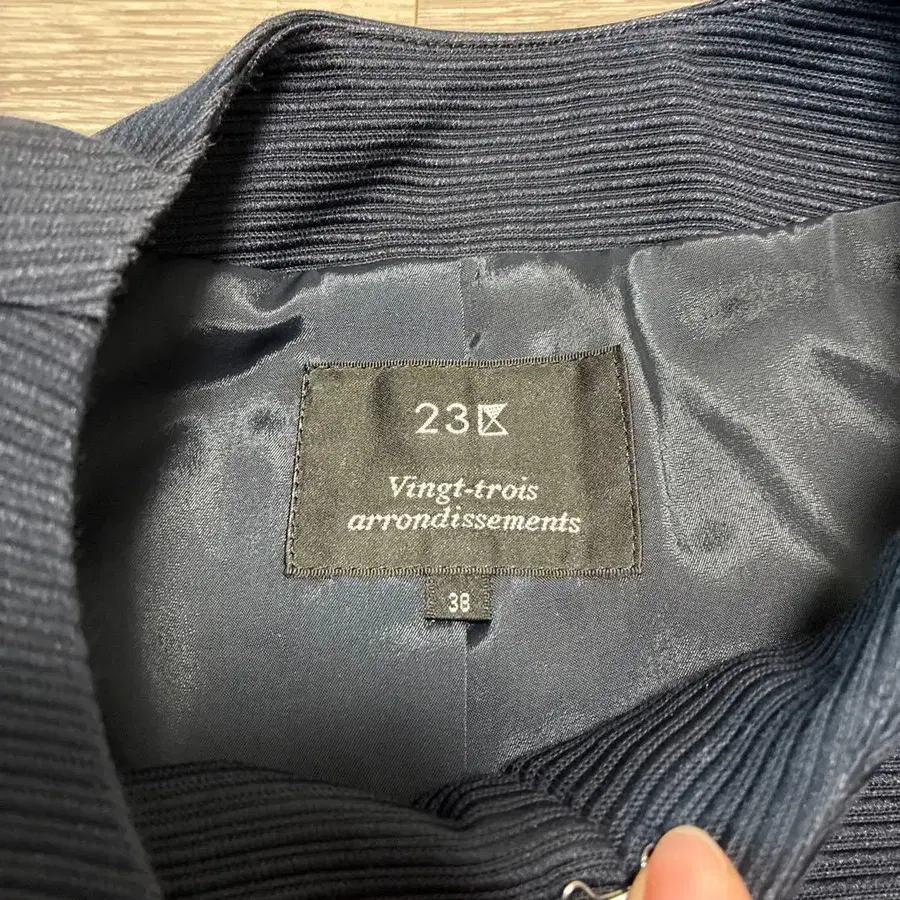 23区
Vingt-trois
arrondissements
38